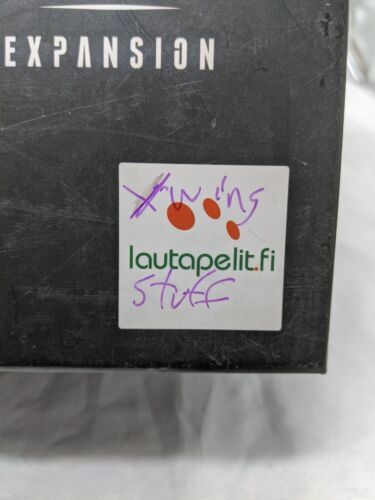 EXPANSION
Xwing
lautapelit.fi
stuff